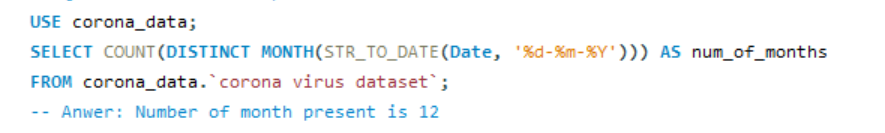 USE corona_data;
SELECT COUNT(DISTINCT MONTH(STR_TO_DATE(Date, '%d-%m-%Y'))) AS num_of_months
FROM corona_data.`corona virus dataset`;
-- Anwer: Number of month present is 12